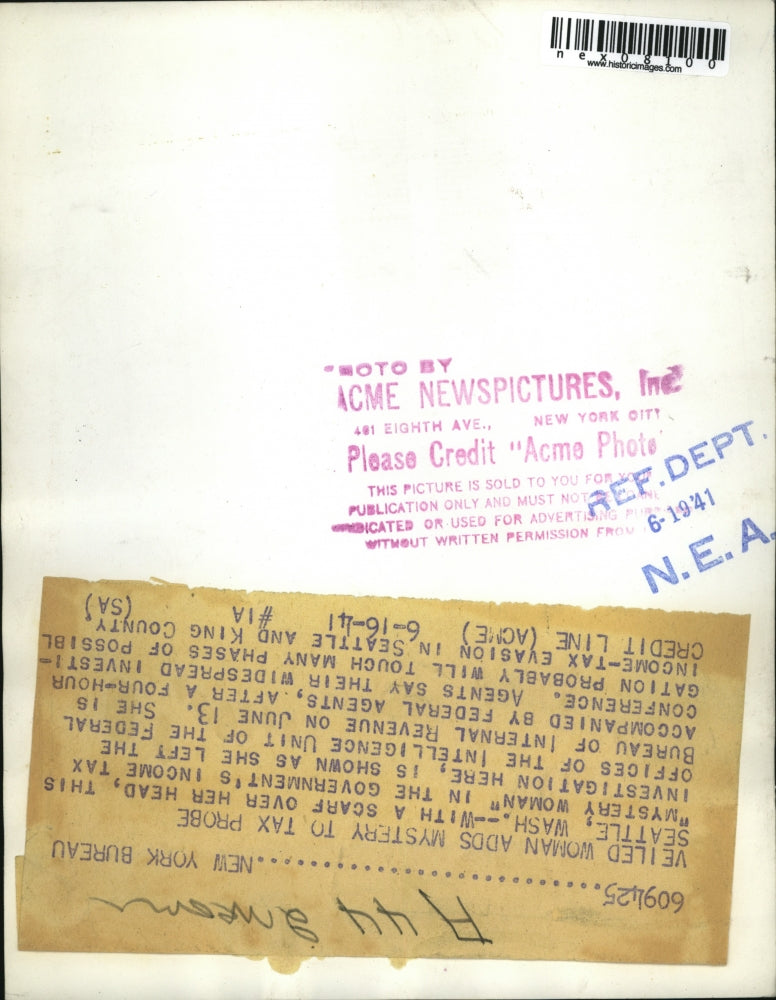 nex08100
www.historicimages.com
PHOTO BY
ACME NEWSPICTURES, Inc
461 EIGHTH AVE., NEW YORK CITY
Please Credit "Acme Photo
THIS PICTURE IS SOLD TO YOU FOR YOUR
PUBLICATION ONLY AND MUST NOT
OR USED FOR ADVERTISING
WITHOUT WRITTEN PERMISSION FROM
REF. DEPT.
6-19'41
N.E.A.
609425 NEW YORK BUREAU
VEILED WOMAN ADDS MYSTERY TO TAX PROBE
SEATTLE, WASH.--WITH A SCARF OVER HER HEAD, THIS
"MYSTERY WOMAN" IN THE GOVERNMENT'S INCOME TAX
INVESTIGATION HERE, IS SHOWN AS SHE LEFT THE
OFFICES OF THE INTELLIGENCE UNIT OF THE FEDERAL
BUREAU OF INTERNAL REVENUE ON JUNE 13. SHE IS
ACCOMPANIED BY FEDERAL AGENTS, AFTER A FOUR-HOUR
CONFERENCE. AGENTS SAY THEIR WIDESPREAD INVESTI-
GATION PROBABLY WILL TOUCH MANY PHASES OF POSSIBL
INCOME-TAX EVASION IN SEATTLE AND KING COUNTY.
CREDIT LINE (ACME) 6-16-41 #1A (SA)